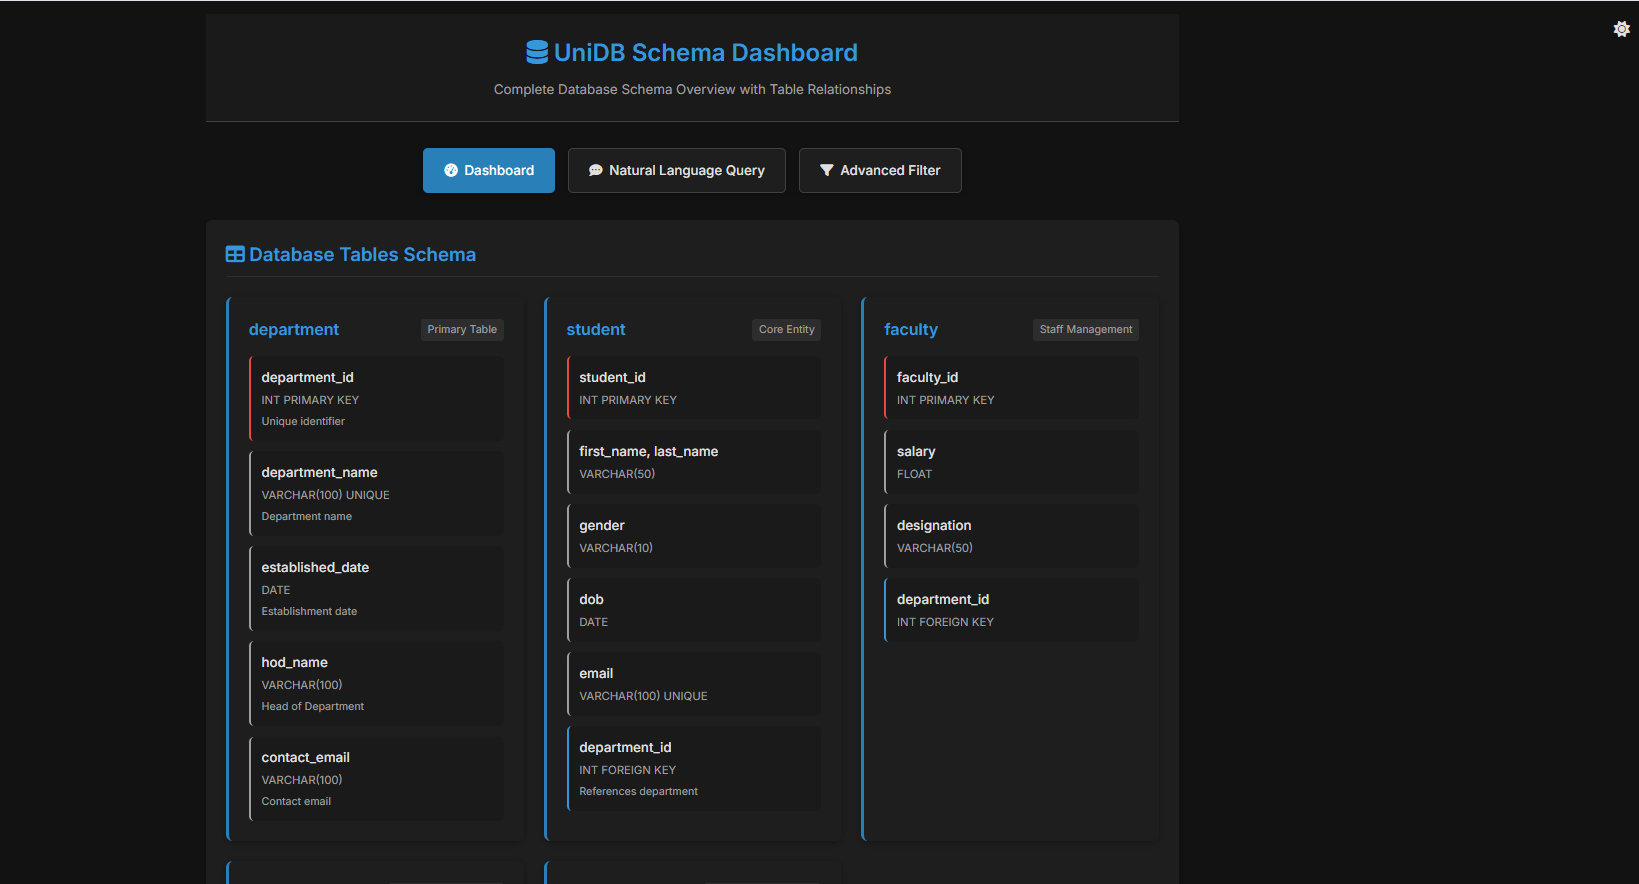 UniDB Schema Dashboard
Complete Database Schema Overview with Table Relationships
Dashboard
Natural Language Query
Advanced Filter
Database Tables Schema
department
Primary Table
department_id
INT PRIMARY KEY
Unique identifier
department_name
VARCHAR(100) UNIQUE
Department name
established_date
DATE
Establishment date
hod_name
VARCHAR(100)
Head of Department
contact_email
VARCHAR(100)
Contact email
student
Core Entity
student_id
INT PRIMARY KEY
first_name, last_name
VARCHAR(50)
gender
VARCHAR(10)
dob
DATE
email
VARCHAR(100) UNIQUE
department_id
INT FOREIGN KEY
References department
faculty
Staff Management
faculty_id
INT PRIMARY KEY
salary
FLOAT
designation
VARCHAR(50)
department_id
INT FOREIGN KEY